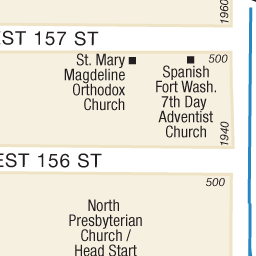 1960
EST 157 ST
500
St. Mary
Magdeline
Orthodox
Church
Spanish
Fort Wash.
7th Day
Adventist
Church
1940
EST 156 ST
500
North
Presbyterian
Church /
Head Start